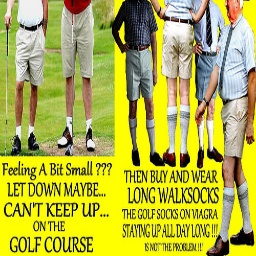 Feeling A Bit Small ???
LET DOWN MAYBE...
CAN'T KEEP UP...
ON THE
GOLF COURSE
THEN BUY AND WEAR
LONG WALKSOCKS
THE GOLF SOCKS ON VIAGRA
STAYING UP ALL DAY LONG !!!
IS NOT THE PROBLEM !!!